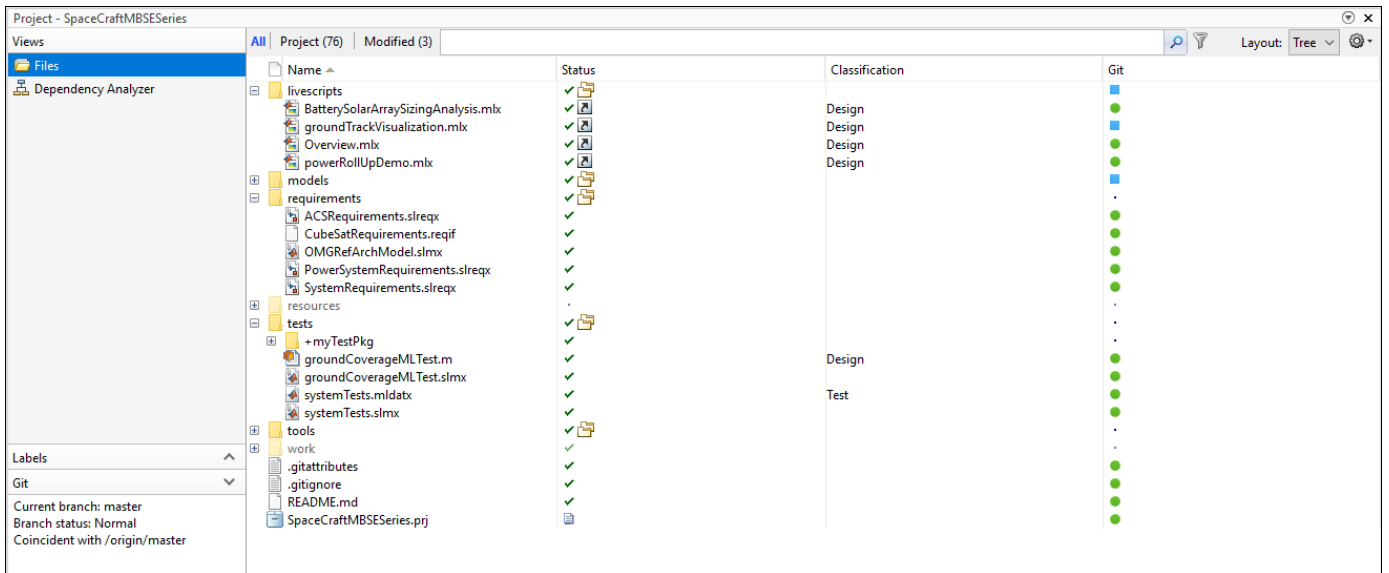 Project - SpaceCraftMBSESeries
Views
All Project (76) Modified (3) Layout: Tree
Files
Dependency Analyzer
Name Status Classification Git
livescripts
BatterySolarArraySizingAnalysis.mlx Design
groundTrackVisualization.mlx Design
Overview.mlx Design
powerRollUpDemo.mlx Design
models
requirements
ACSRequirements.slreqx
CubeSatRequirements.reqif
OMGRefArchModel.slmx
PowerSystemRequirements.slreqx
SystemRequirements.slreqx
resources
tests
+myTestPkg
groundCoverageMLTest.m Design
groundCoverageMLTest.slmx
systemTests.mldatx Test
systemTests.slmx
tools
work
.gitattributes
.gitignore
README.md
SpaceCraftMBSESeries.prj
Labels
Git
Current branch: master
Branch status: Normal
Coincident with /origin/master